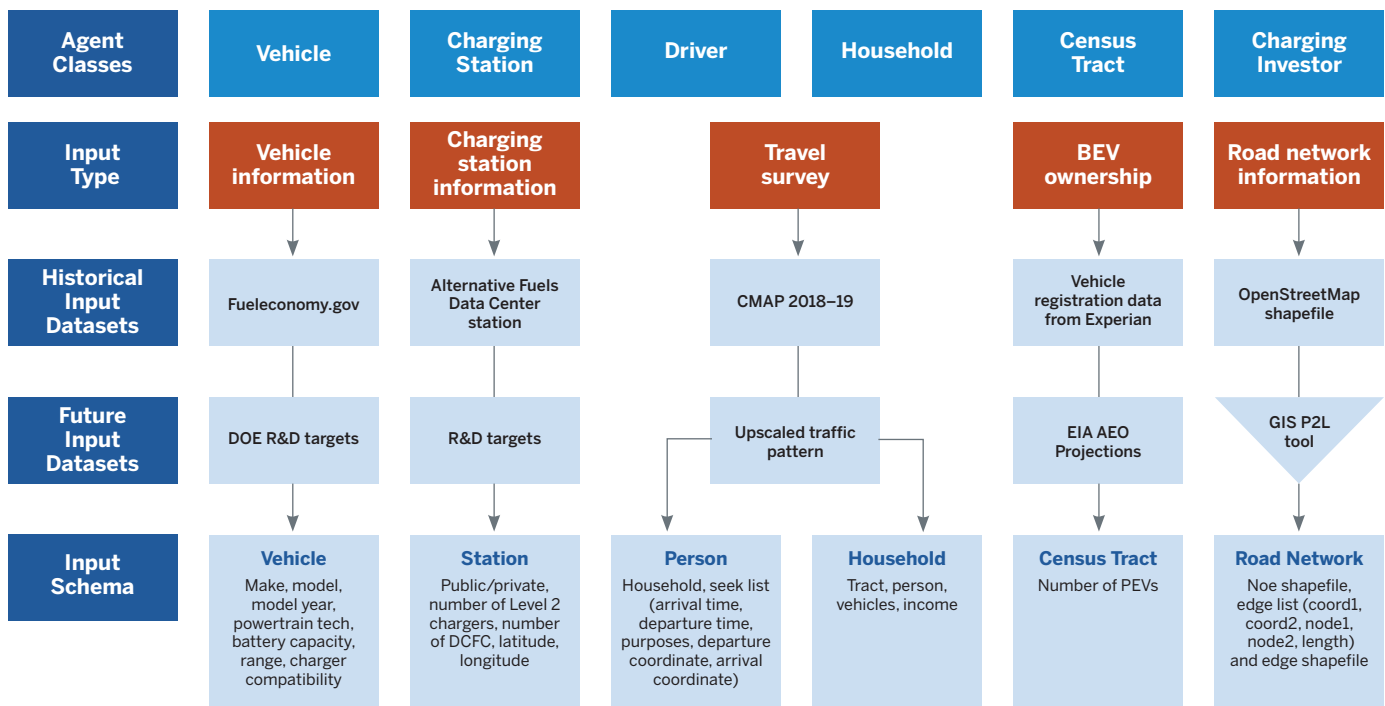 Agent
Classes
Vehicle
Charging
Station
Driver
Household
Census
Tract
Charging
Investor
Input
Type
Vehicle
information
Charging
station
information
Travel
survey
BEV
ownership
Road network
information
Historical
Input
Datasets
Fueleconomy.gov
Alternative Fuels
Data Center
station
CMAP 2018–19
Vehicle
registration data
from Experian
OpenStreetMap
shapefile
Future
Input
Datasets
DOE R&D targets
R&D targets
Upscaled traffic
pattern
EIA AEO
Projections
GIS P2L
tool
Input
Schema
Vehicle
Make, model,
model year,
powertrain tech,
battery capacity,
range, charger
compatibility
Station
Public/private,
number of Level 2
chargers, number
of DCFC, latitude,
longitude
Person
Household, seek list
(arrival time,
departure time,
purposes, departure
coordinate, arrival
coordinate)
Household
Tract, person,
vehicles, income
Census Tract
Number of PEVs
Road Network
Noe shapefile,
edge list (coord1,
coord2, node1,
node2, length)
and edge shapefile